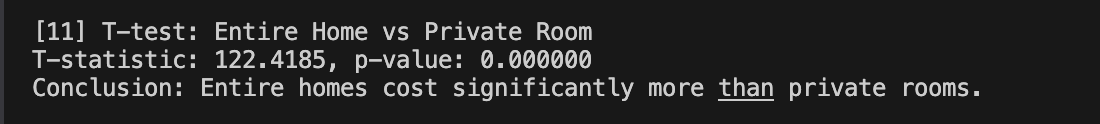 [11] T-test: Entire Home vs Private Room
T-statistic: 122.4185, p-value: 0.000000
Conclusion: Entire homes cost significantly more than private rooms.